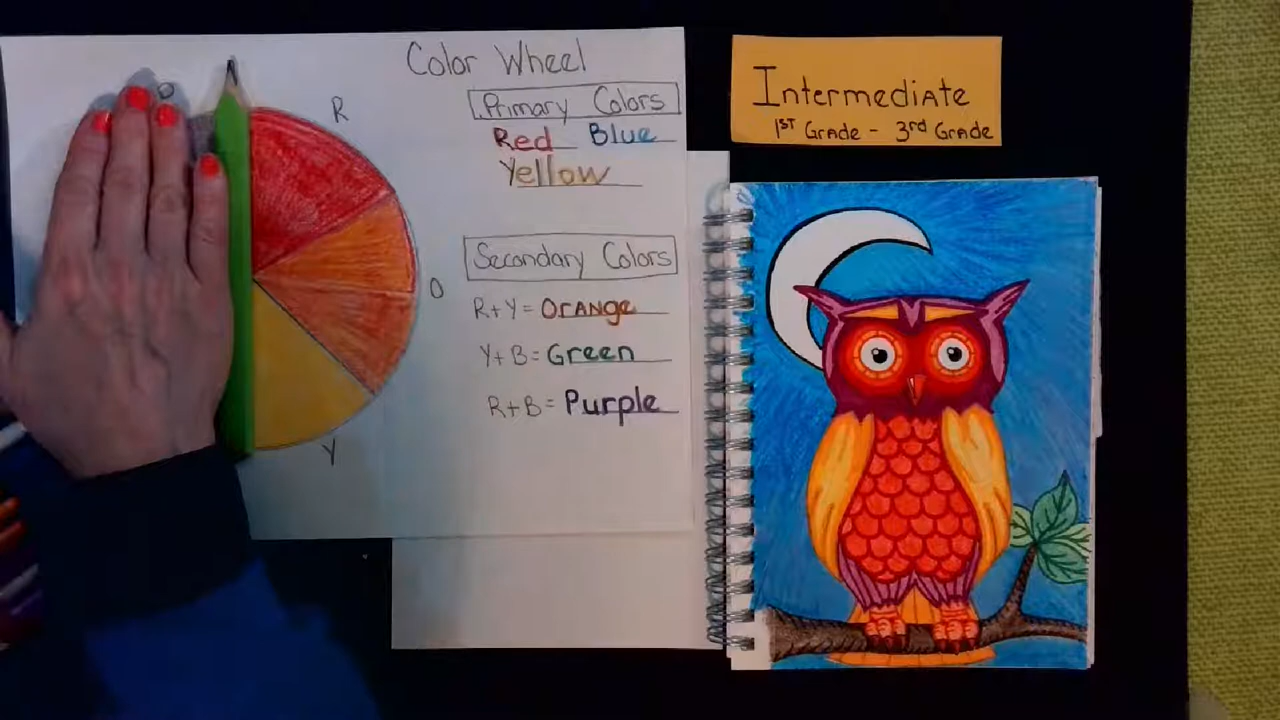 Color Wheel
Primary Colors
Red Blue
Yellow
Secondary Colors
R+Y= Orange
Y+B= Green
R+B= Purple
R
O
Y
Intermediate
1ST Grade - 3rd Grade